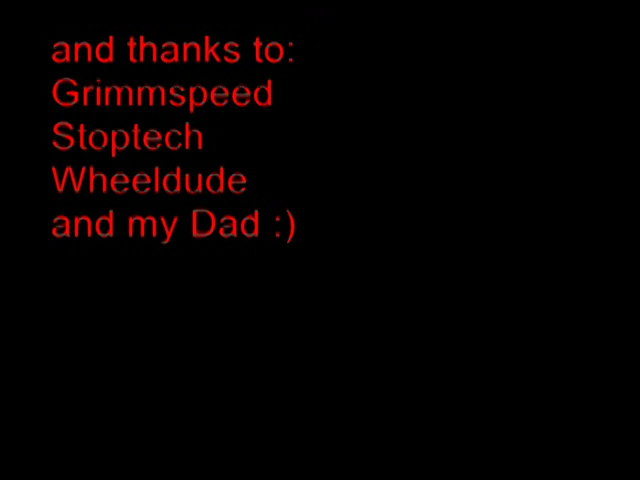 and thanks to:
Grimmspeed
Stoptech
Wheeldude
and my Dad :)